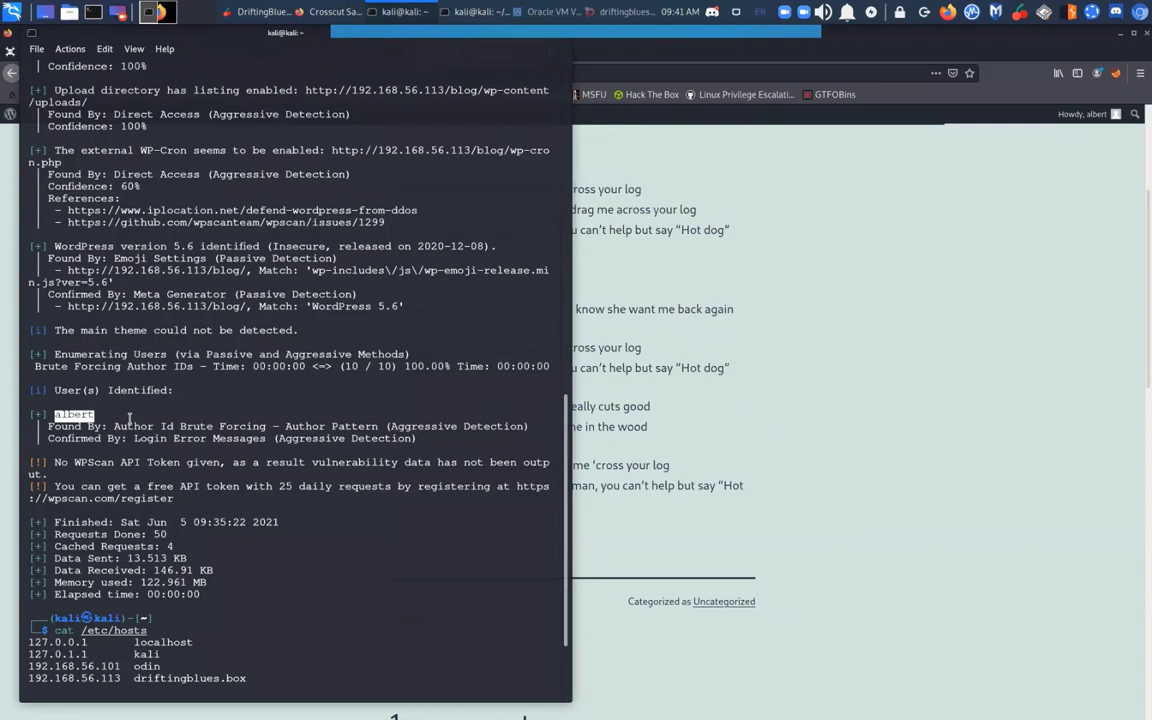 DriftingBlue...
Crosscut Sa...
kali@kali: ~
kali@kali: ~/...
Oracle VM V...
driftingblues...
09:41 AM
EN
kali@kali: ~
File Actions Edit View Help
MSFU
Hack The Box
Linux Privilege Escalati...
GTFOBins
Howdy, albert
| Confidence: 100%
[+] Upload directory has listing enabled: http://192.168.56.113/blog/wp-content
/uploads/
| Found By: Direct Access (Aggressive Detection)
| Confidence: 100%
[+] The external WP-Cron seems to be enabled: http://192.168.56.113/blog/wp-cro
n.php
| Found By: Direct Access (Aggressive Detection)
| Confidence: 60%
| References:
| - https://www.iplocation.net/defend-wordpress-from-ddos
| - https://github.com/wpscanteam/wpscan/issues/1299
[+] WordPress version 5.6 identified (Insecure, released on 2020-12-08).
| Found By: Emoji Settings (Passive Detection)
| - http://192.168.56.113/blog/, Match: 'wp-includes\/js\/wp-emoji-release.mi
n.js?ver=5.6'
| Confirmed By: Meta Generator (Passive Detection)
| - http://192.168.56.113/blog/, Match: 'WordPress 5.6'
[i] The main theme could not be detected.
[+] Enumerating Users (via Passive and Aggressive Methods)
Brute Forcing Author IDs - Time: 00:00:00 <=> (10 / 10) 100.00% Time: 00:00:00
[i] User(s) Identified:
[+] albert
| Found By: Author Id Brute Forcing - Author Pattern (Aggressive Detection)
| Confirmed By: Login Error Messages (Aggressive Detection)
[!] No WPScan API Token given, as a result vulnerability data has not been outp
ut.
[!] You can get a free API token with 25 daily requests by registering at https
://wpscan.com/register
[+] Finished: Sat Jun 5 09:35:22 2021
[+] Requests Done: 50
[+] Cached Requests: 4
[+] Data Sent: 13.513 KB
[+] Data Received: 146.91 KB
[+] Memory used: 122.961 MB
[+] Elapsed time: 00:00:00
(kali㉿kali)-[~]
$ cat /etc/hosts
127.0.0.1 localhost
127.0.1.1 kali
192.168.56.101 odin
192.168.56.113 driftingblues.box
ross your log
drag me across your log
u can't help but say "Hot dog"
know she want me back again
ross your log
u can't help but say "Hot dog"
eally cuts good
e in the wood
me 'cross your log
man, you can't help but say "Hot
Categorized as Uncategorized